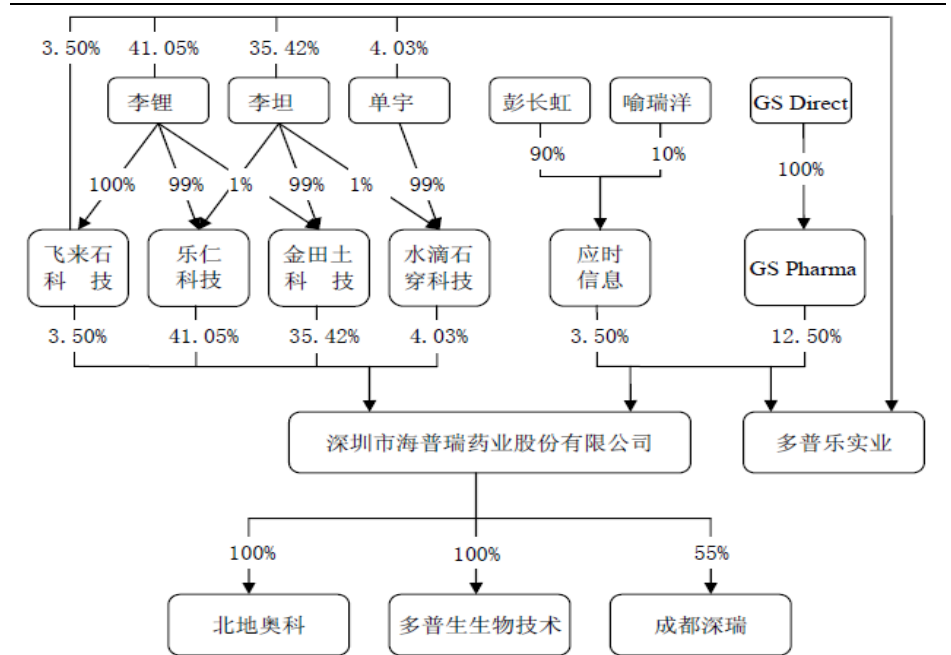 3.50% 41.05% 35.42% 4.03%
李锂 李坦 单宇 彭长虹 喻瑞洋 GS Direct
90% 10%
100% 99% 1% 99% 1% 99% 100%
飞来石 乐仁 金田土 水滴石 应时
科 技 科技 科 技 穿科技 信息 GS Pharma
3.50% 41.05% 35.42% 4.03% 3.50% 12.50%
深圳市海普瑞药业股份有限公司 多普乐实业
100% 100% 55%
北地奥科 多普生生物技术 成都深瑞